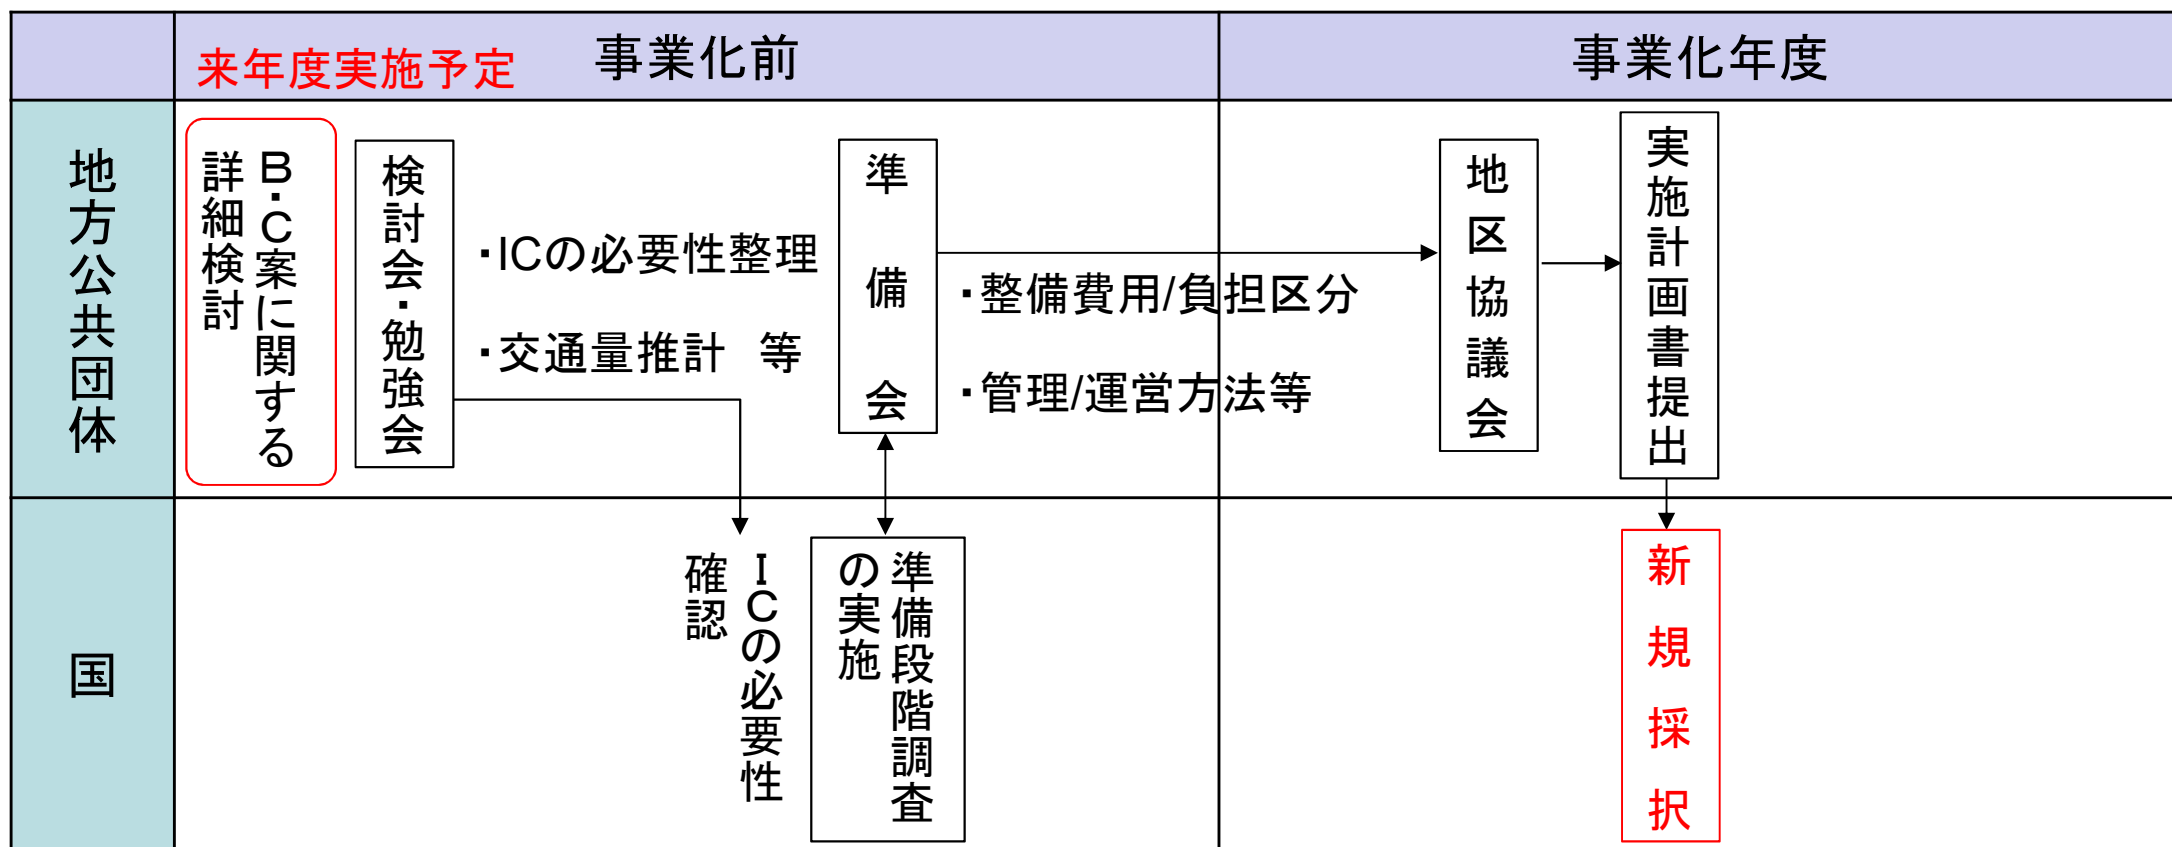 来年度実施予定
事業化前
事業化年度
地方公共団体
B・C案に関する
詳細検討
検討会・勉強会
・ICの必要性整理
・交通量推計　等
準備会
・整備費用/負担区分
・管理/運営方法等
地区協議会
実施計画書提出
国
ICの必要性
確認
準備段階調査
の実施
新規採択